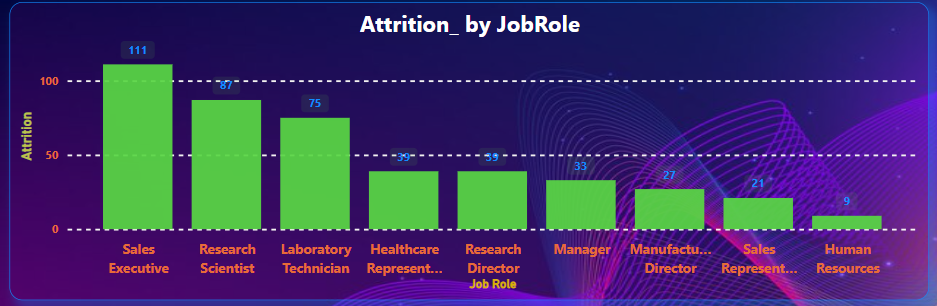 Attrition_ by JobRole
111
87
75
39
39
33
27
21
9
100
50
0
Attrition
Sales Executive
Research Scientist
Laboratory Technician
Healthcare Represent...
Research Director
Manager
Manufactu... Director
Sales Represent...
Human Resources
Job Role